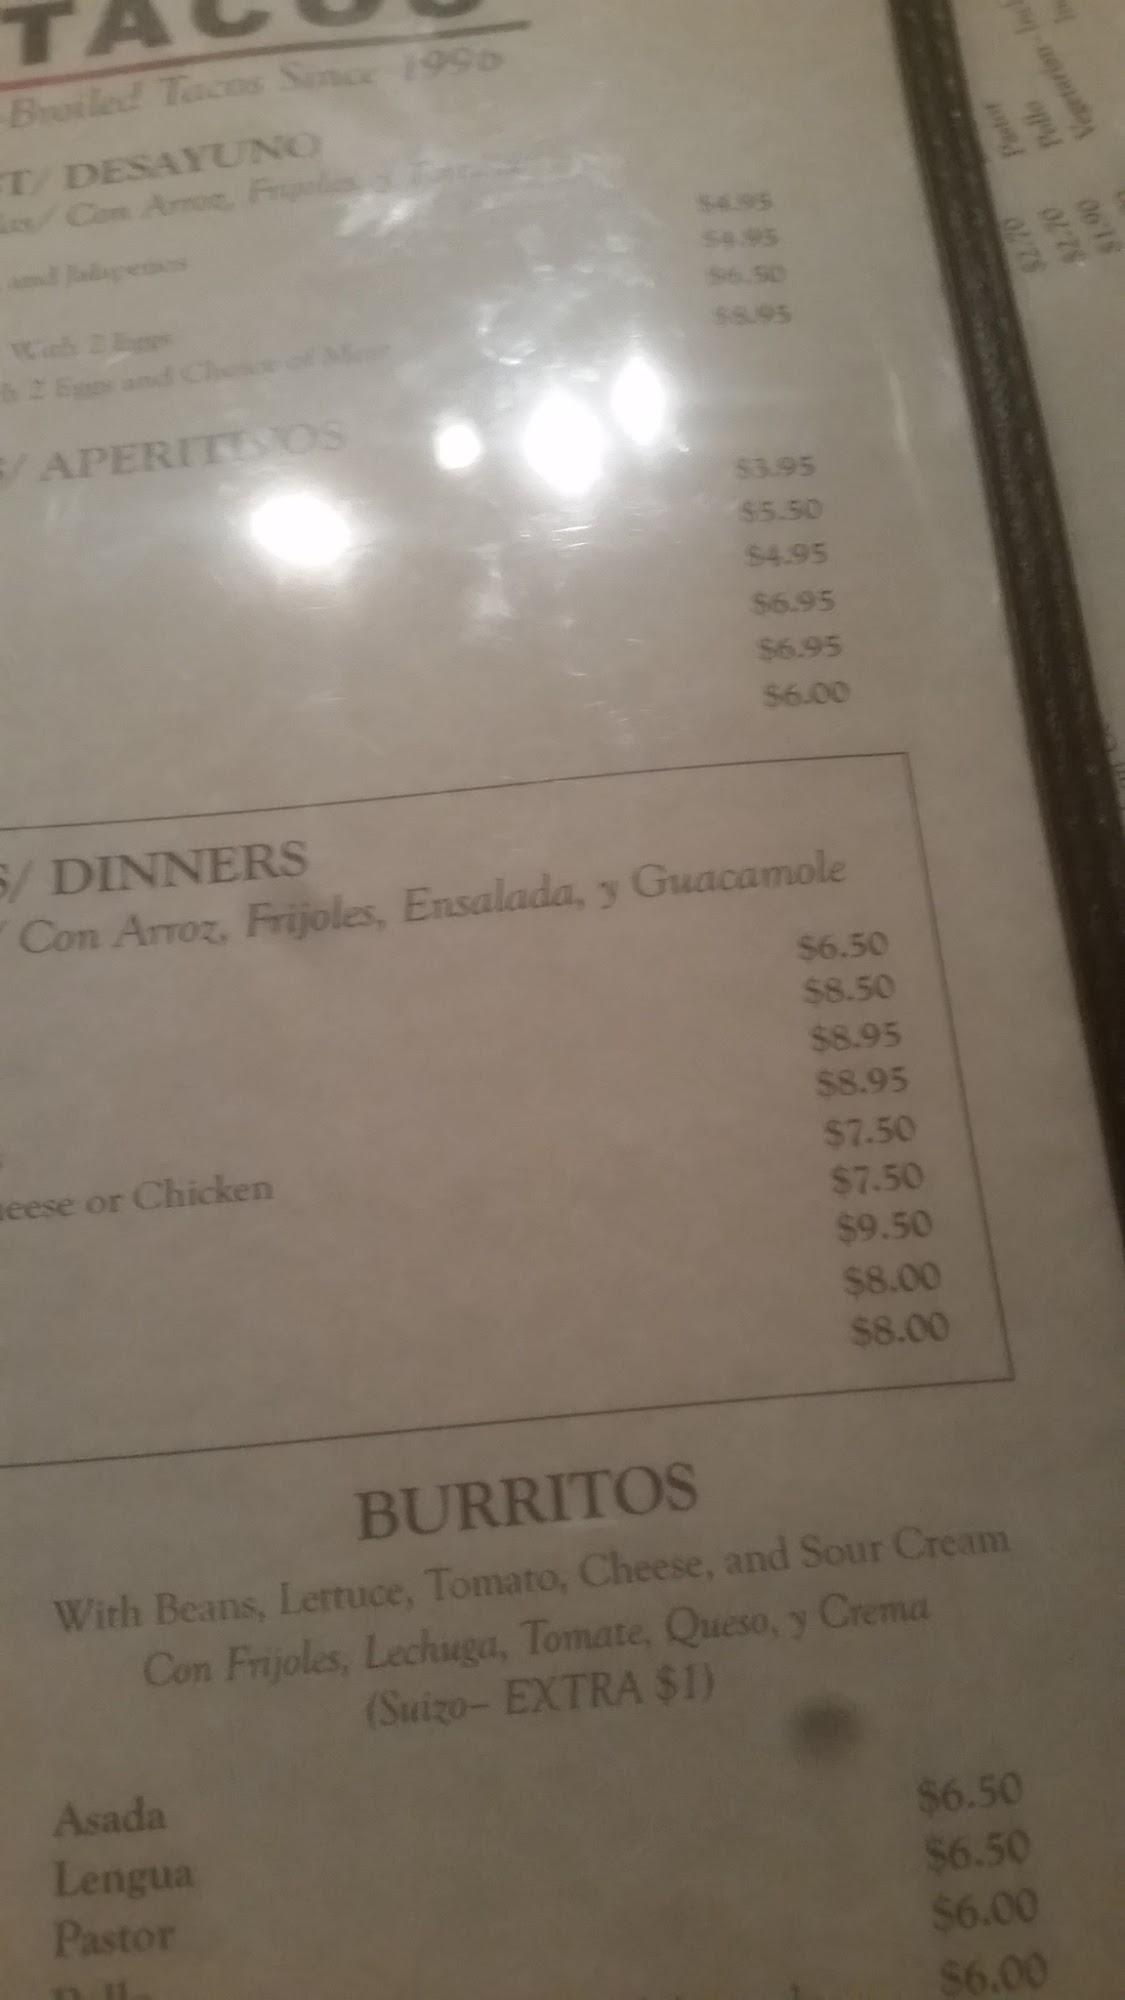 TACOS
-Broiled Tacos Since 1996
T/ DESAYUNO
Con Arroz, Frijoles, y
$4.95
and Jalapenos
$4.95
$6.50
With 2 Eggs
$8.95
2 Eggs and Choice of Meat
/ APERITIVOS
$3.95
$5.50
$4.95
$6.95
$6.95
$6.00
S/ DINNERS
/ Con Arroz, Frijoles, Ensalada, y Guacamole
$6.50
$8.50
$8.95
$8.95
$7.50
eese or Chicken $7.50
$9.50
$8.00
$8.00
BURRITOS
With Beans, Lettuce, Tomato, Cheese, and Sour Cream
Con Frijoles, Lechuga, Tomate, Queso, y Crema
(Suizo– EXTRA $1)
Asada $6.50
Lengua $6.50
Pastor $6.00
$6.00
Pastor $2.70
Pollo $2.70
Vegetarian $1.90